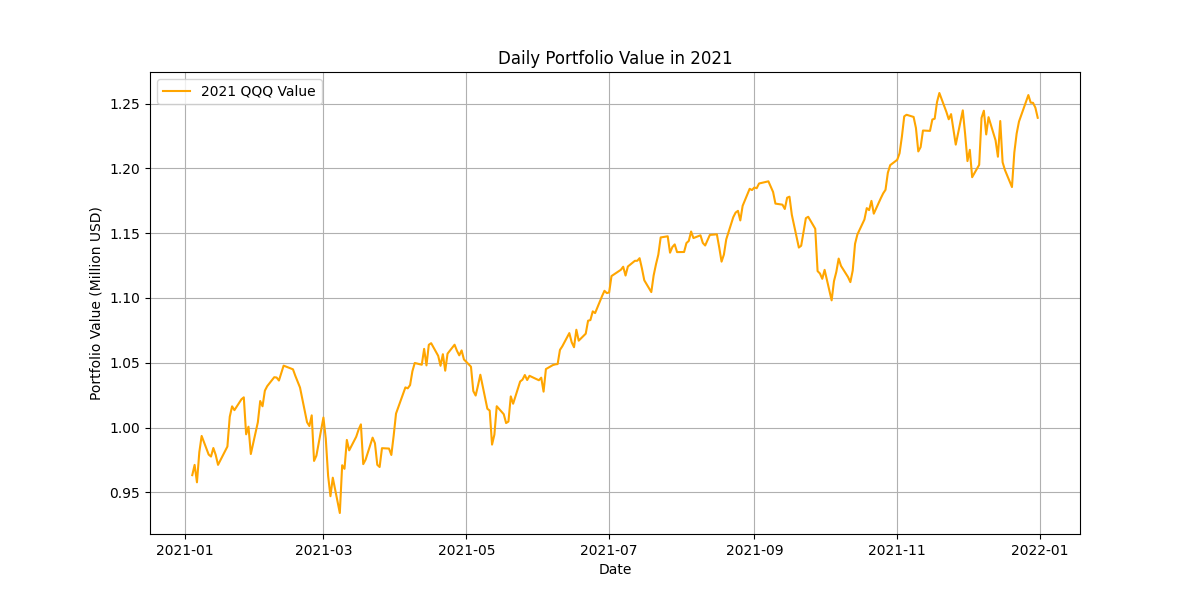 Daily Portfolio Value in 2021
2021 QQQ Value
Portfolio Value (Million USD)
1.25
1.20
1.15
1.10
1.05
1.00
0.95
2021-01 2021-03 2021-05 2021-07 2021-09 2021-11 2022-01
Date